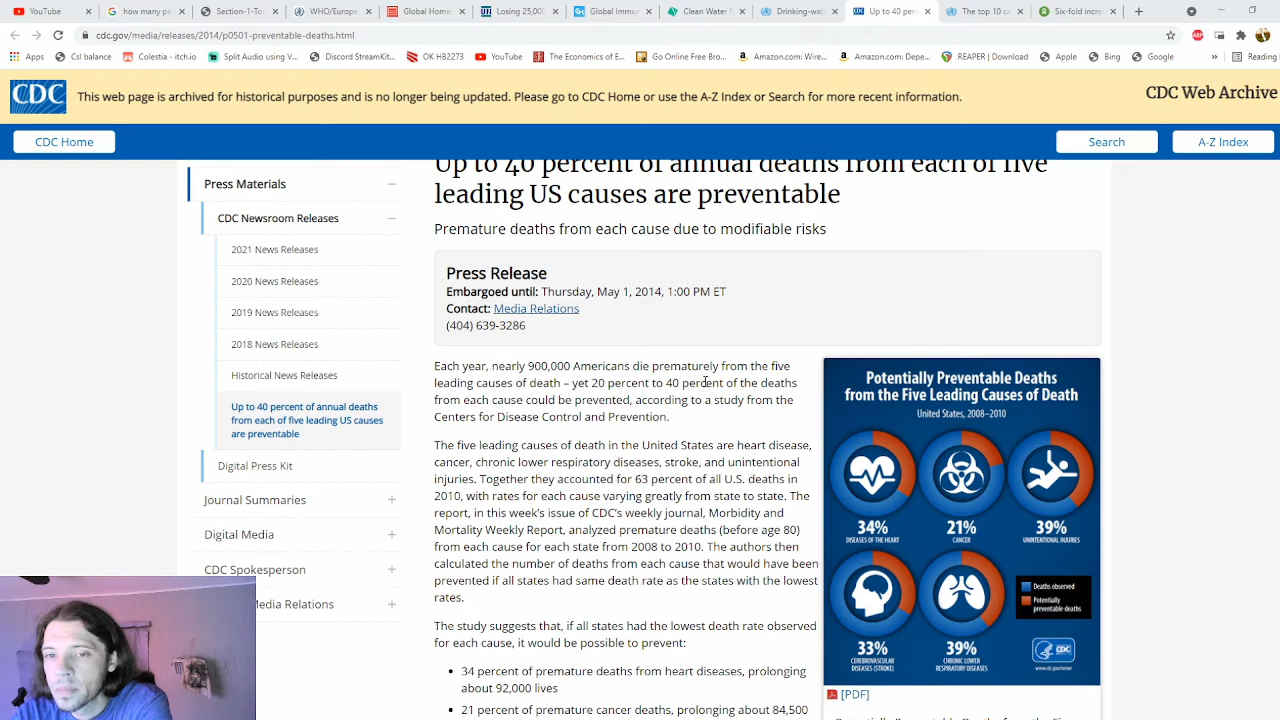 YouTube
how many pe
Section-1-Too
WHO/Europe
Global Home
Losing 25,000
Global Immu
Clean Water f
Drinking-wat
Up to 40 perc
The top 10 ca
Six-fold incre
cdc.gov/media/releases/2014/p0501-preventable-deaths.html
ABP
Apps
Csl balance
Colestia - itch.io
Split Audio using V...
Discord StreamKit...
OK H82273
YouTube
The Economics of...
Go Online Free Bro...
Amazon.com: Wire...
Amazon.com: Depe...
REAPER | Download
Apple
Bing
Google
»
Reading
CDC
This web page is archived for historical purposes and is no longer being updated. Please go to CDC Home or use the A-Z Index or Search for more recent information.
CDC Web Archive
CDC Home
Search
A-Z Index
Press Materials
CDC Newsroom Releases
2021 News Releases
2020 News Releases
2019 News Releases
2018 News Releases
Historical News Releases
Up to 40 percent of annual deaths
from each of five leading US causes
are preventable
Digital Press Kit
Journal Summaries
Digital Media
CDC Spokesperson
Media Relations
Up to 40 percent of annual deaths from each of five
leading US causes are preventable
Premature deaths from each cause due to modifiable risks
Press Release
Embargoed until: Thursday, May 1, 2014, 1:00 PM ET
Contact: Media Relations
(404) 639-3286
Each year, nearly 900,000 Americans die prematurely from the five
leading causes of death – yet 20 percent to 40 percent of the deaths
from each cause could be prevented, according to a study from the
Centers for Disease Control and Prevention.
The five leading causes of death in the United States are heart disease,
cancer, chronic lower respiratory diseases, stroke, and unintentional
injuries. Together they accounted for 63 percent of all U.S. deaths in
2010, with rates for each cause varying greatly from state to state. The
report, in this week's issue of CDC's weekly journal, Morbidity and
Mortality Weekly Report, analyzed premature deaths (before age 80)
from each cause for each state from 2008 to 2010. The authors then
calculated the number of deaths from each cause that would have been
prevented if all states had same death rate as the states with the lowest
rates.
The study suggests that, if all states had the lowest death rate observed
for each cause, it would be possible to prevent:
34 percent of premature deaths from heart diseases, prolonging
about 92,000 lives
21 percent of premature cancer deaths, prolonging about 84,500
Potentially Preventable Deaths
from the Five Leading Causes of Death
United States, 2008–2010
34%
DISEASES OF THE HEART
21%
CANCER
39%
UNINTENTIONAL INJURIES
33%
CEREBROVASCULAR
DISEASES (STROKE)
39%
CHRONIC LOWER
RESPIRATORY DISEASES
Deaths observed
Potentially
preventable deaths
CDC
[PDF]